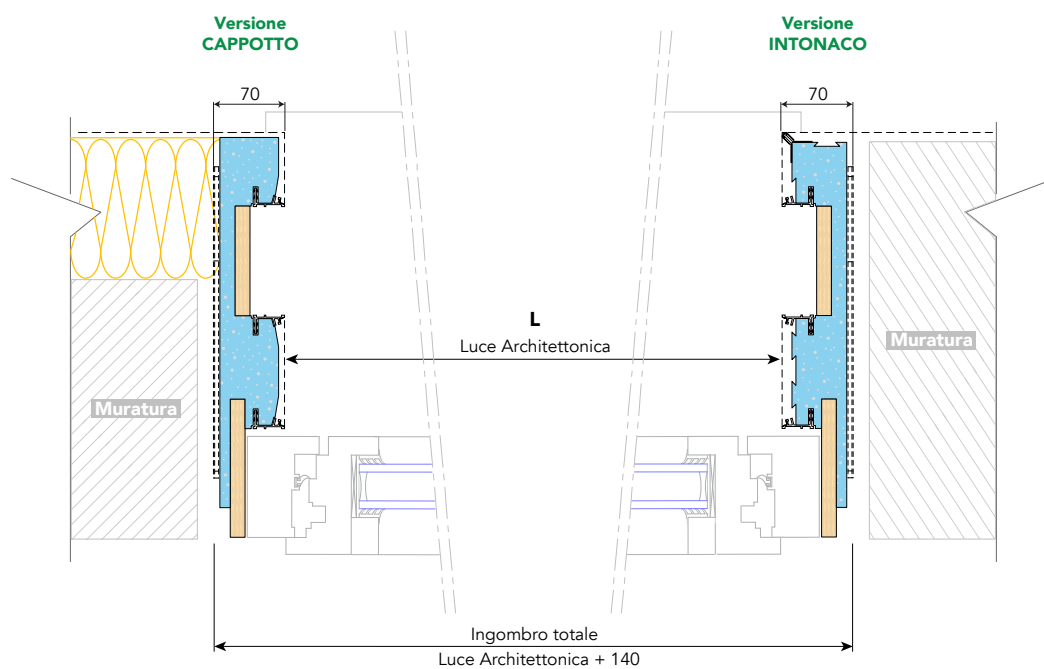 Versione
CAPPOTTO
Versione
INTONACO
70
70
L
Luce Architettonica
Muratura
Muratura
Ingombro totale
Luce Architettonica + 140